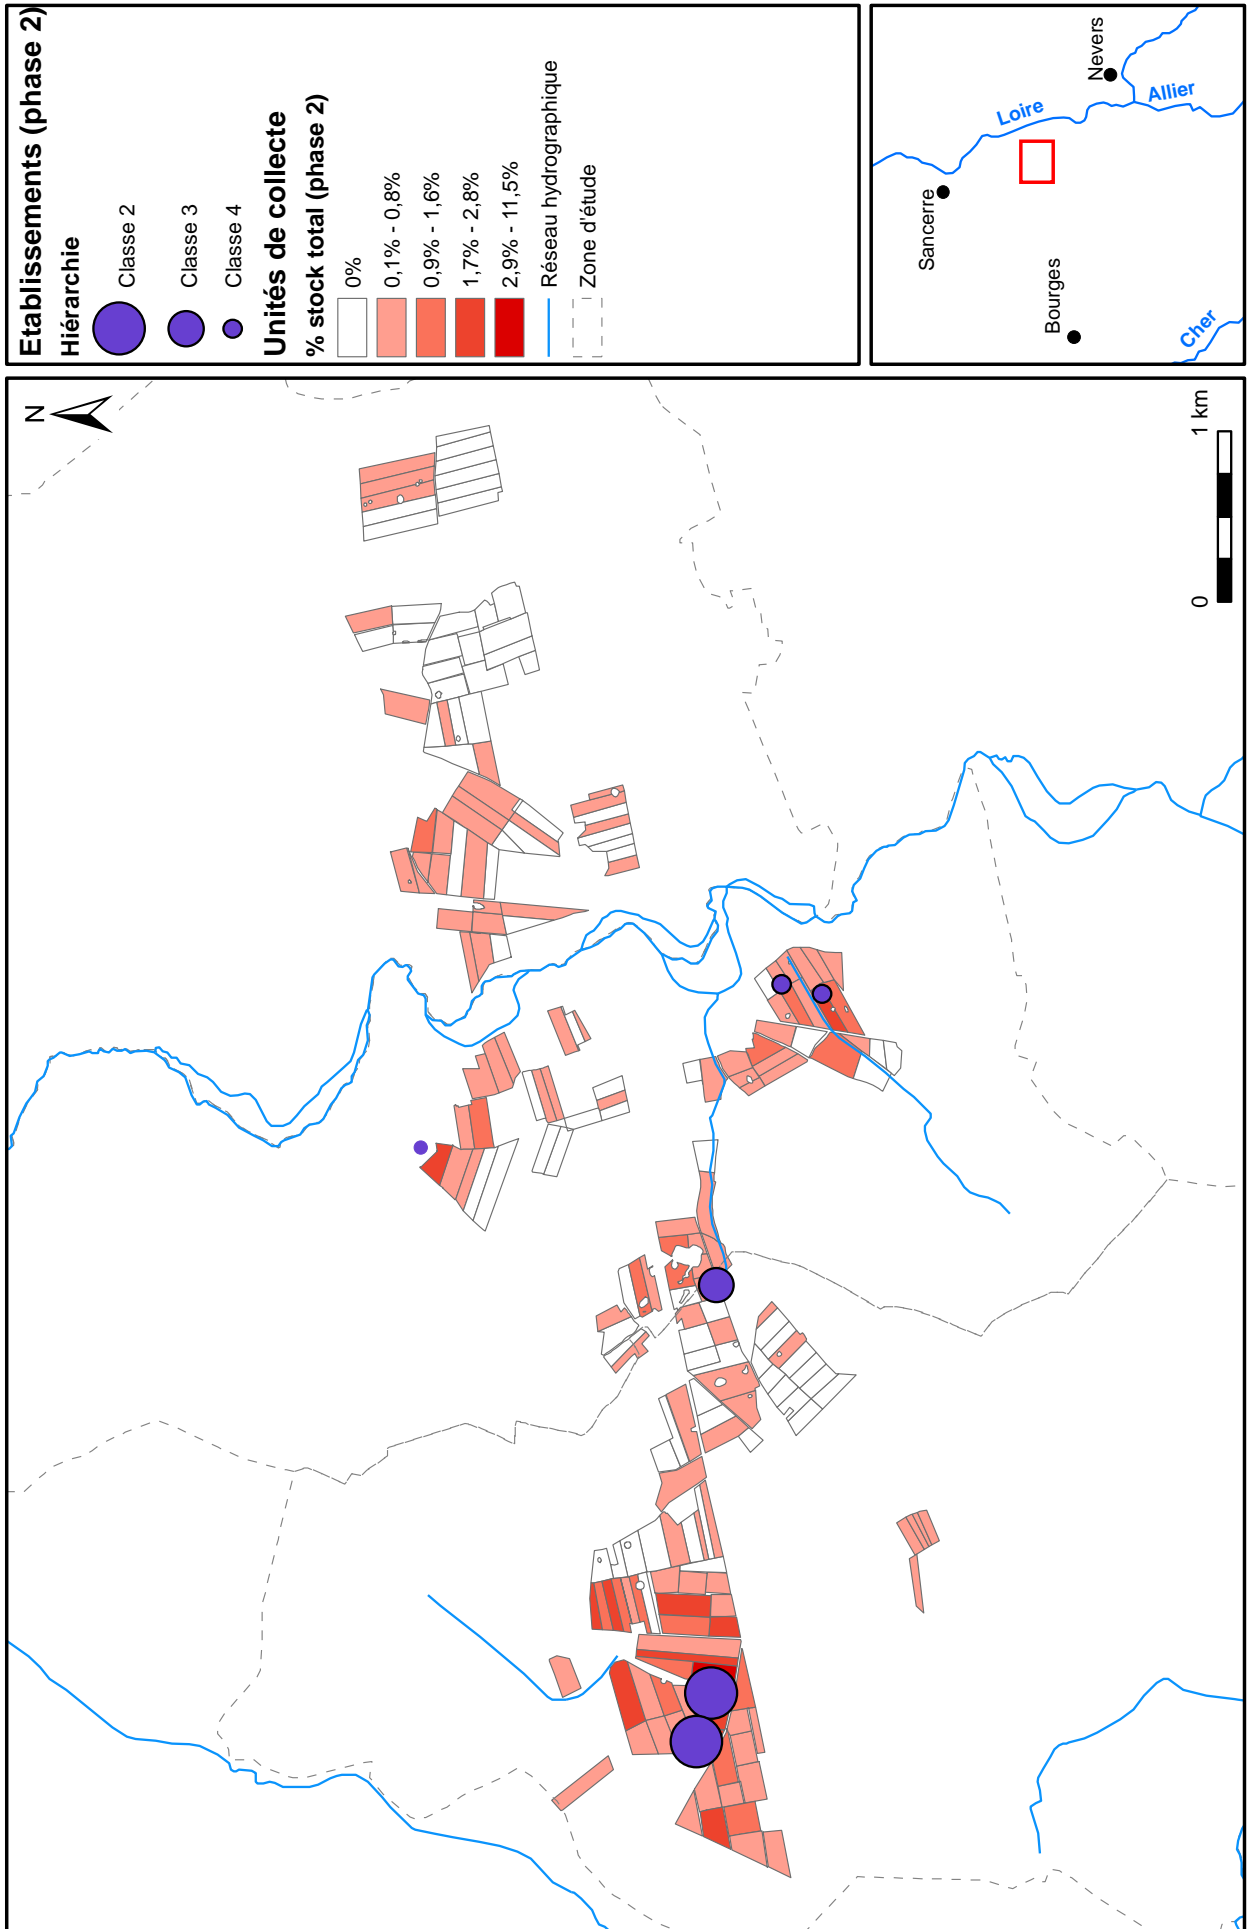 Etablissements (phase 2)
Hiérarchie
Classe 2
Classe 3
Classe 4
Unités de collecte
% stock total (phase 2)
0%
0,1% - 0,8%
0,9% - 1,6%
1,7% - 2,8%
2,9% - 11,5%
Réseau hydrographique
Zone d'étude
Sancerre
Loire
Nevers
Allier
Bourges
Cher
N
0 1 km